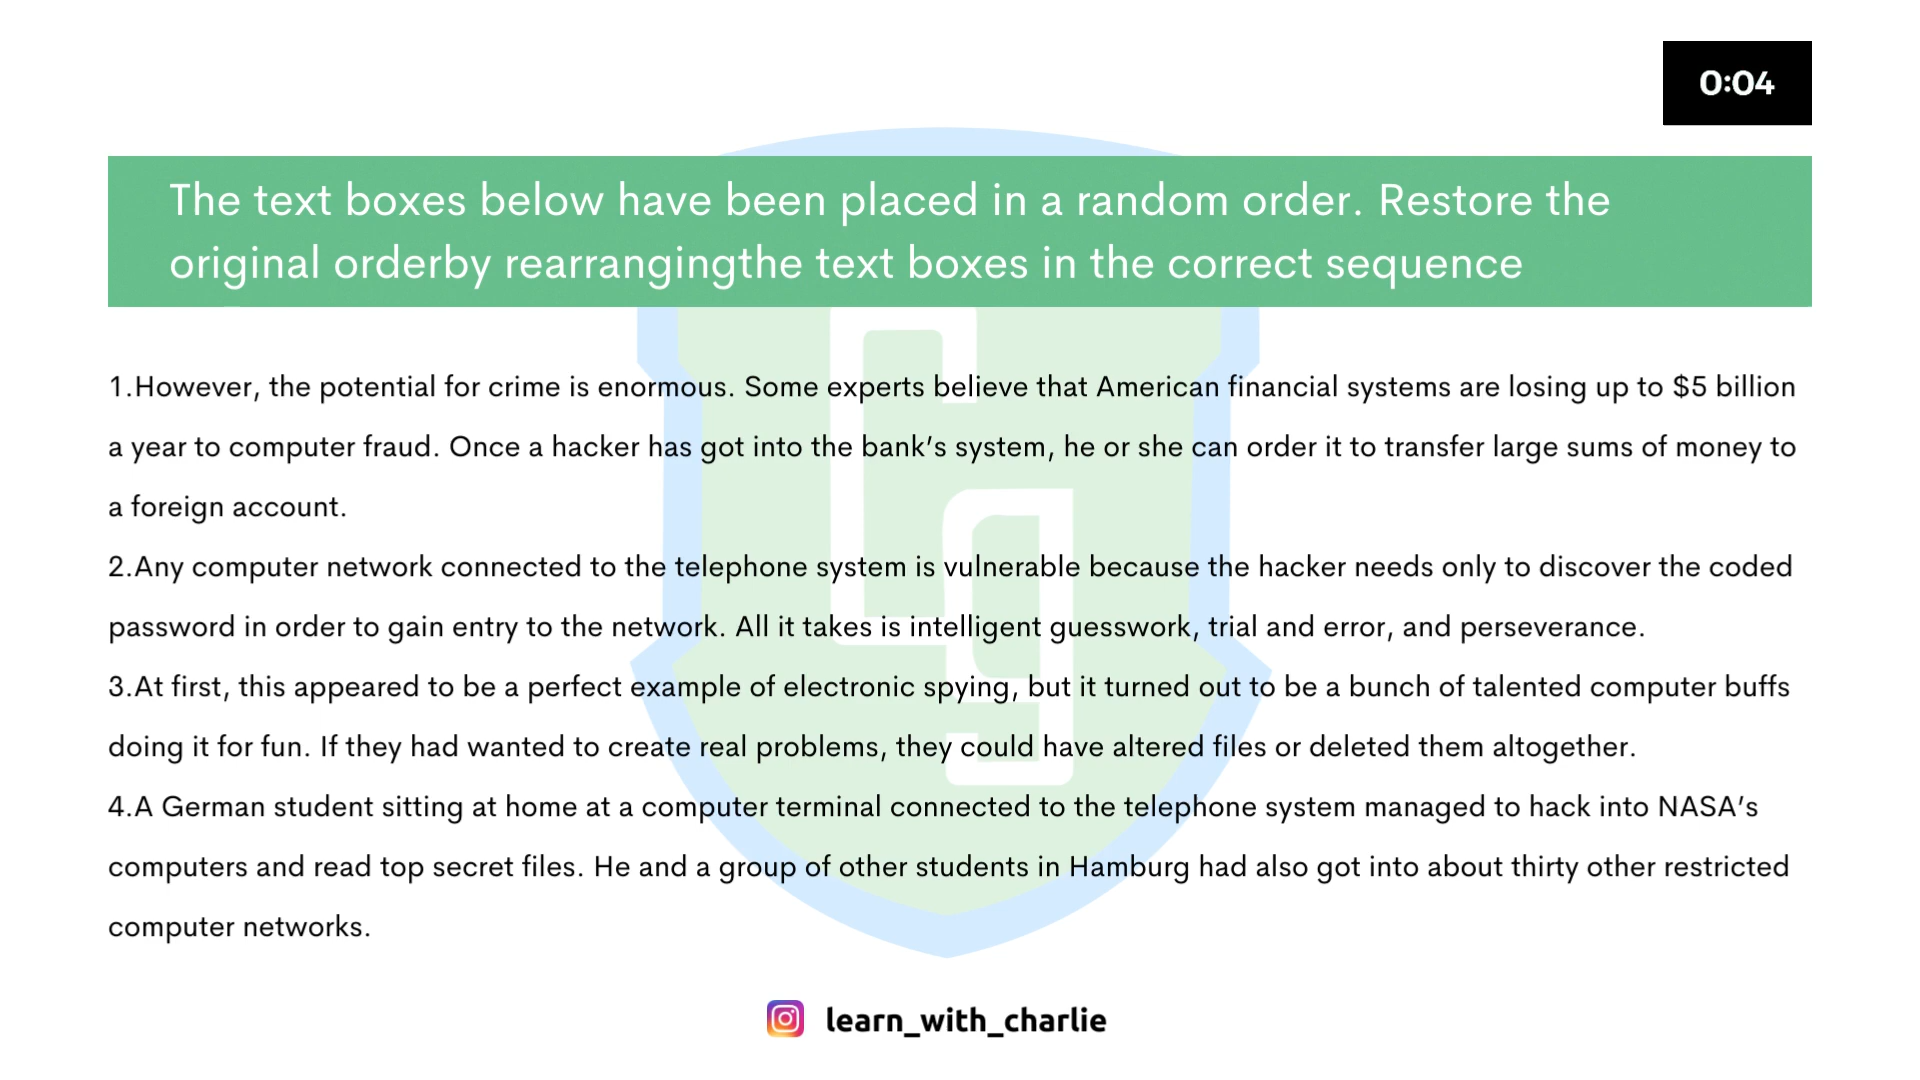 0:04
The text boxes below have been placed in a random order. Restore the
original orderby rearrangingthe text boxes in the correct sequence
1.However, the potential for crime is enormous. Some experts believe that American financial systems are losing up to $5 billion
a year to computer fraud. Once a hacker has got into the bank’s system, he or she can order it to transfer large sums of money to
a foreign account.
2.Any computer network connected to the telephone system is vulnerable because the hacker needs only to discover the coded
password in order to gain entry to the network. All it takes is intelligent guesswork, trial and error, and perseverance.
3.At first, this appeared to be a perfect example of electronic spying, but it turned out to be a bunch of talented computer buffs
doing it for fun. If they had wanted to create real problems, they could have altered files or deleted them altogether.
4.A German student sitting at home at a computer terminal connected to the telephone system managed to hack into NASA’s
computers and read top secret files. He and a group of other students in Hamburg had also got into about thirty other restricted
computer networks.
learn_with_charlie